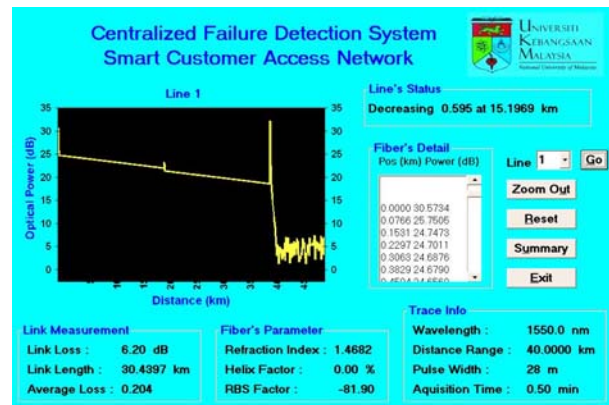 Centralized Failure Detection System
Smart Customer Access Network
UNIVERSITI
KEBANGSAAN
MALAYSIA
National University of Malaysia
Line 1
35
30
25
20
15
10
5
0
35
30
25
20
15
10
5
0
Optical Power (dB)
Distance (km)
Line's Status
Decreasing 0.595 at 15.1969 km
Fiber's Detail
Pos (km) Power (dB)
0.0000 30.5734
0.0766 25.7505
0.1531 24.7473
0.2297 24.7011
0.3063 24.6876
0.3829 24.6790
Line 1 Go
Zoom Out
Reset
Summary
Exit
Link Measurement
Link Loss : 6.20 dB
Link Length : 30.4397 km
Average Loss : 0.204
Fiber's Parameter
Refraction Index : 1.4682
Helix Factor : 0.00 %
RBS Factor : -81.90
Trace Info
Wavelength : 1550.0 nm
Distance Range : 40.0000 km
Pulse Width : 28 m
Aquisition Time : 0.50 min